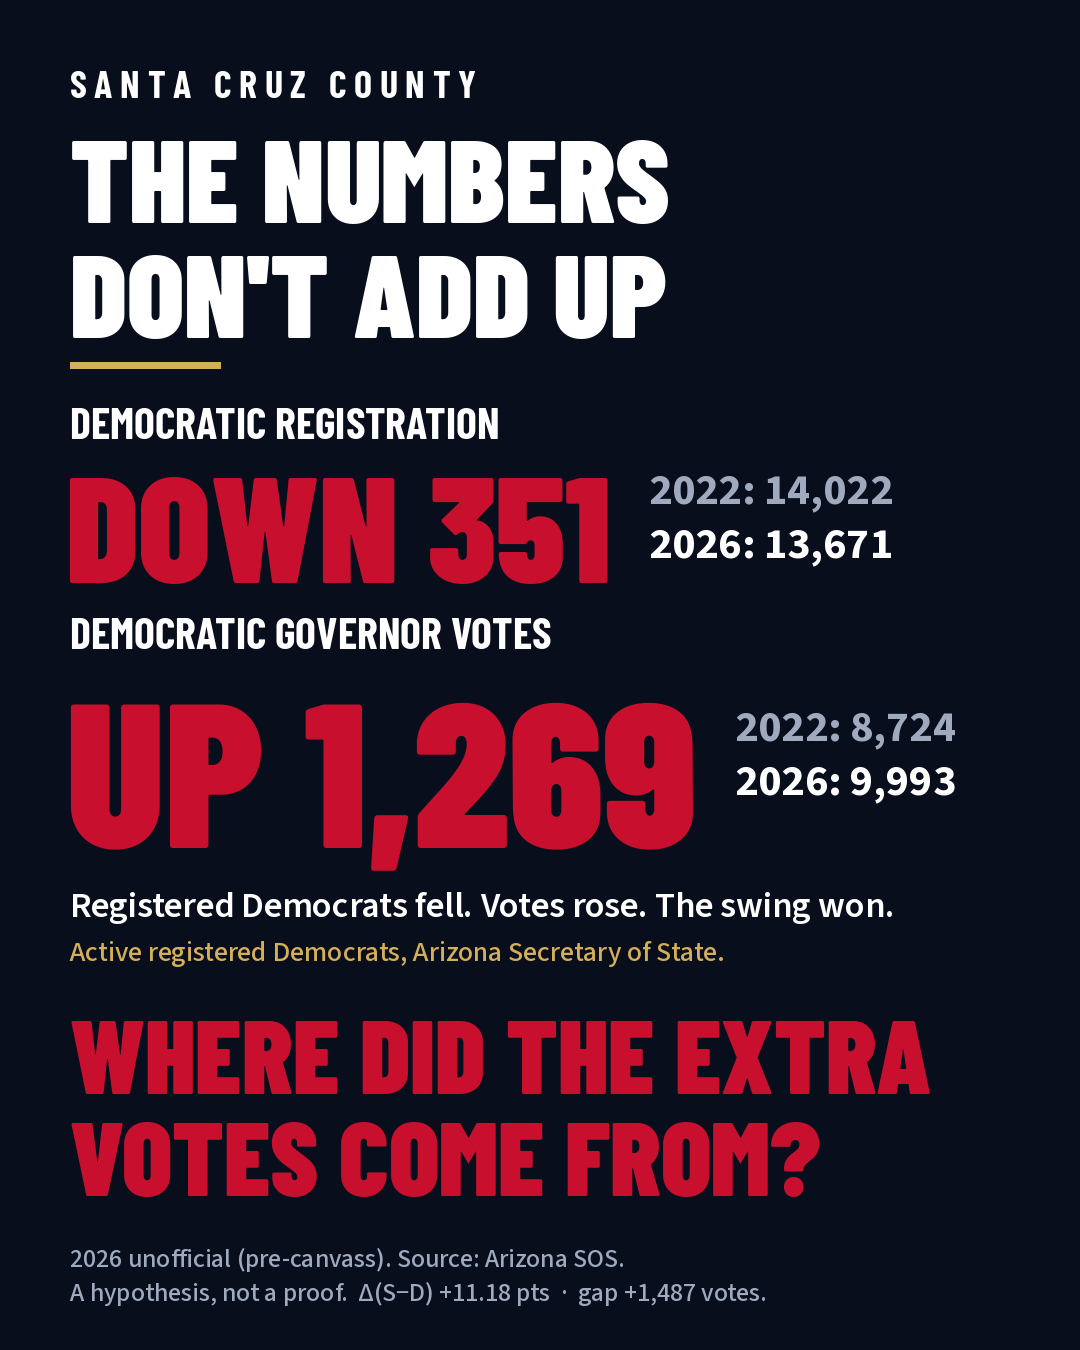 SANTA CRUZ COUNTY
THE NUMBERS
DON'T ADD UP
DEMOCRATIC REGISTRATION
DOWN 351
2022: 14,022
2026: 13,671
DEMOCRATIC GOVERNOR VOTES
UP 1,269
2022: 8,724
2026: 9,993
Registered Democrats fell. Votes rose. The swing won.
Active registered Democrats, Arizona Secretary of State.
WHERE DID THE EXTRA
VOTES COME FROM?
2026 unofficial (pre-canvass). Source: Arizona SOS.
A hypothesis, not a proof. Δ(S−D) +11.18 pts · gap +1,487 votes.